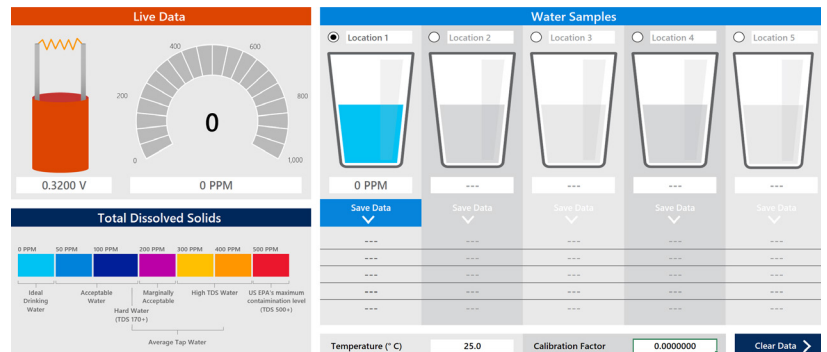 Live Data
200
400
600
800
0
1,000
0
0.3200 V
0 PPM
Total Dissolved Solids
0 PPM 50 PPM 100 PPM 200 PPM 300 PPM 400 PPM 500 PPM
Ideal
Drinking
Water
Acceptable
Water
Hard Water
(TDS 170+)
Marginally
Acceptable
High TDS Water
US EPA's maximum
contamination level
(TDS 500+)
Average Tap Water
Water Samples
Location 1 Location 2 Location 3 Location 4 Location 5
0 PPM --- --- --- ---
Save Data Save Data Save Data Save Data Save Data
--- --- --- --- ---
--- --- --- --- ---
--- --- --- --- ---
--- --- --- --- ---
--- --- --- --- ---
Temperature (° C) 25.0 Calibration Factor 0.0000000 Clear Data